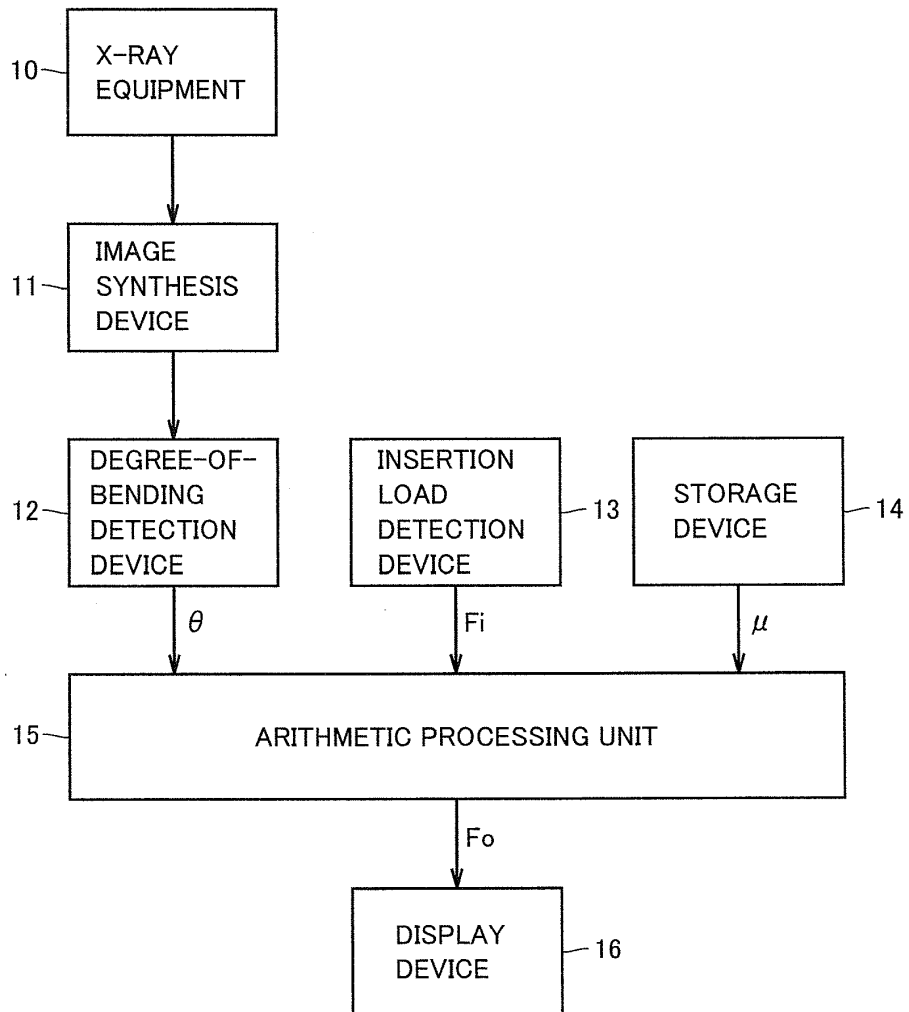 10
X-RAY
EQUIPMENT
11
IMAGE
SYNTHESIS
DEVICE
12
DEGREE-OF-
BENDING
DETECTION
DEVICE
INSERTION
LOAD
DETECTION
DEVICE
13
STORAGE
DEVICE
14
θ
Fi
μ
15
ARITHMETIC PROCESSING UNIT
Fo
DISPLAY
DEVICE
16